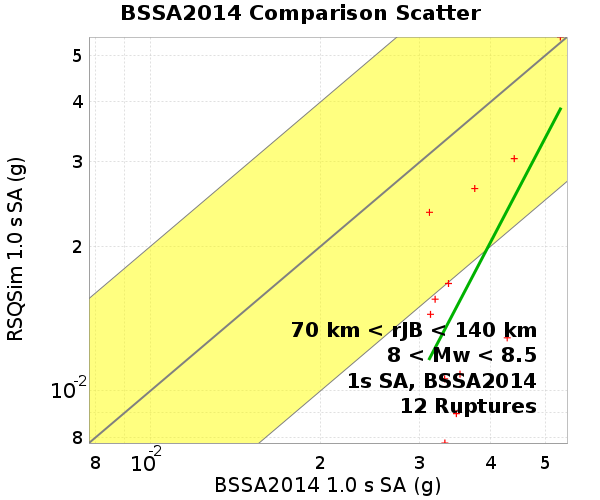 BSSA2014 Comparison Scatter
RSQSim 1.0 s SA (g)
5
4
3
2
10-2
8
70 km < rJB < 140 km
8 < Mw < 8.5
1s SA, BSSA2014
12 Ruptures
8 10-2 2 3 4 5
BSSA2014 1.0 s SA (g)